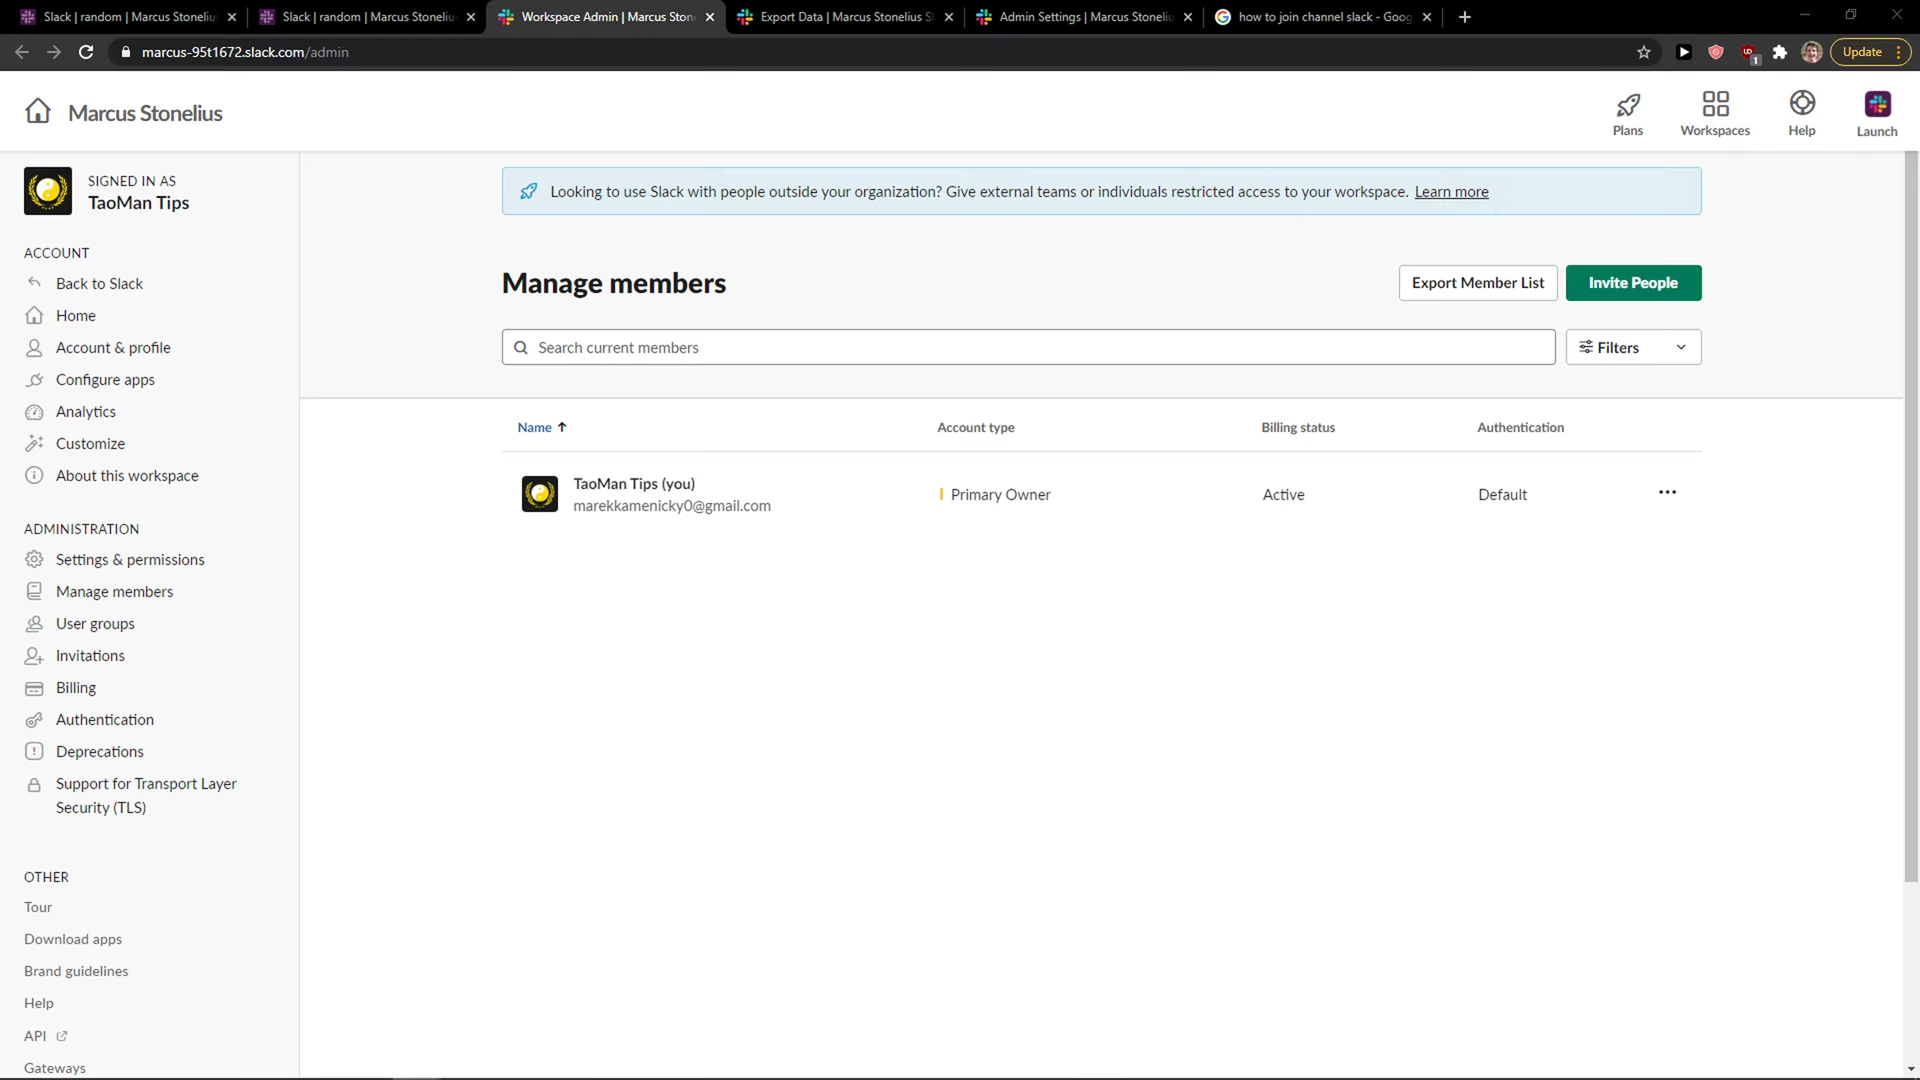 Slack | random | Marcus Stoneliu
Slack | random | Marcus Stoneliu
Workspace Admin | Marcus Ston
Export Data | Marcus Stonelius S
Admin Settings | Marcus Stoneliu
how to join channel slack - Goog
marcus-95t1672.slack.com/admin
1
Update
Marcus Stonelius
Plans
Workspaces
Help
Launch
SIGNED IN AS
TaoMan Tips
Looking to use Slack with people outside your organization? Give external teams or individuals restricted access to your workspace. Learn more
ACCOUNT
Back to Slack
Home
Account & profile
Configure apps
Analytics
Customize
About this workspace
ADMINISTRATION
Settings & permissions
Manage members
User groups
Invitations
Billing
Authentication
Deprecations
Support for Transport Layer
Security (TLS)
OTHER
Tour
Download apps
Brand guidelines
Help
API
Gateways
Manage members
Export Member List
Invite People
Search current members
Filters
Name
Account type
Billing status
Authentication
TaoMan Tips (you)
marekkamenicky0@gmail.com
Primary Owner
Active
Default